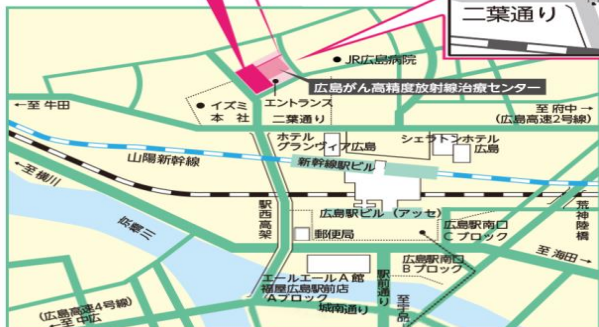 二葉通り
JR広島病院
広島がん高精度放射線治療センター
エントランス
イズミ
本社
二葉通り
←至 牛田
至 府中→
(広島高速2号線)
ホテル
グランヴィア広島
シェラトンホテル
広島
新幹線駅ビル
山陽新幹線
←至 横川
京橋川
駅西高架
広島駅ビル(アッセ)
郵便局
広島駅南口
Cブロック
荒神陸橋
至 海田→
広島駅南口
Bブロック
エールエールA館
福屋広島駅前店
Aブロック
駅前通り
城南通り
至宇品
(広島高速4号線)
←至 中広